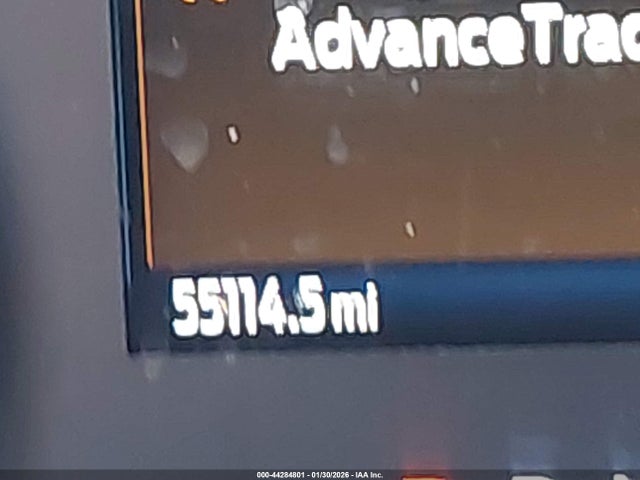 AdvanceTrac
55114.5 mi
000-44284801 - 01/30/2026 - IAA Inc.